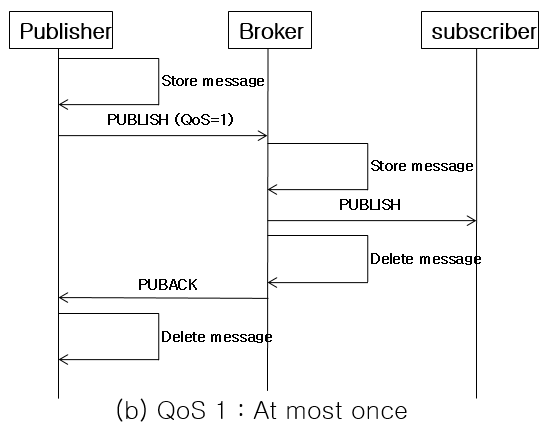 Publisher
Broker
subscriber
Store message
PUBLISH (QoS=1)
Store message
PUBLISH
Delete message
PUBACK
Delete message
(b) QoS 1 : At most once